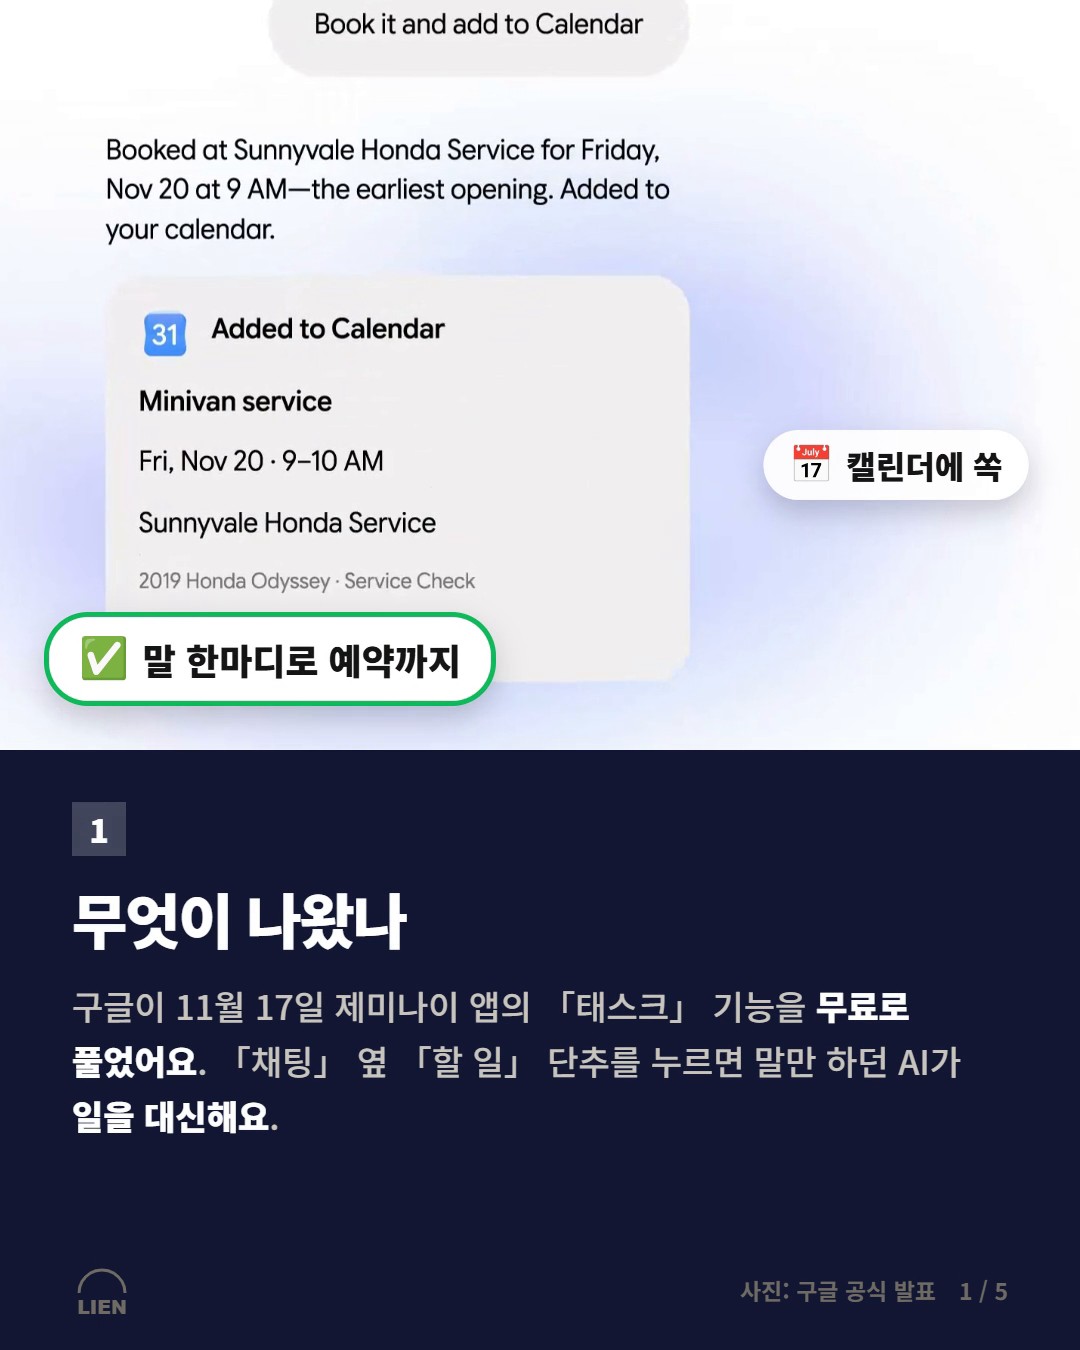 Book it and add to Calendar
Booked at Sunnyvale Honda Service for Friday,
Nov 20 at 9 AM—the earliest opening. Added to
your calendar.
31 Added to Calendar
Minivan service
Fri, Nov 20 · 9–10 AM
Sunnyvale Honda Service
2019 Honda Odyssey · Service Check
July
17
캘린더에 쏙
✅ 말 한마디로 예약까지
1
무엇이 나왔나
구글이 11월 17일 제미나이 앱의 「태스크」 기능을 무료로
풀었어요. 「채팅」 옆 「할 일」 단추를 누르면 말만 하던 AI가
일을 대신해요.
LIEN
사진: 구글 공식 발표 1 / 5